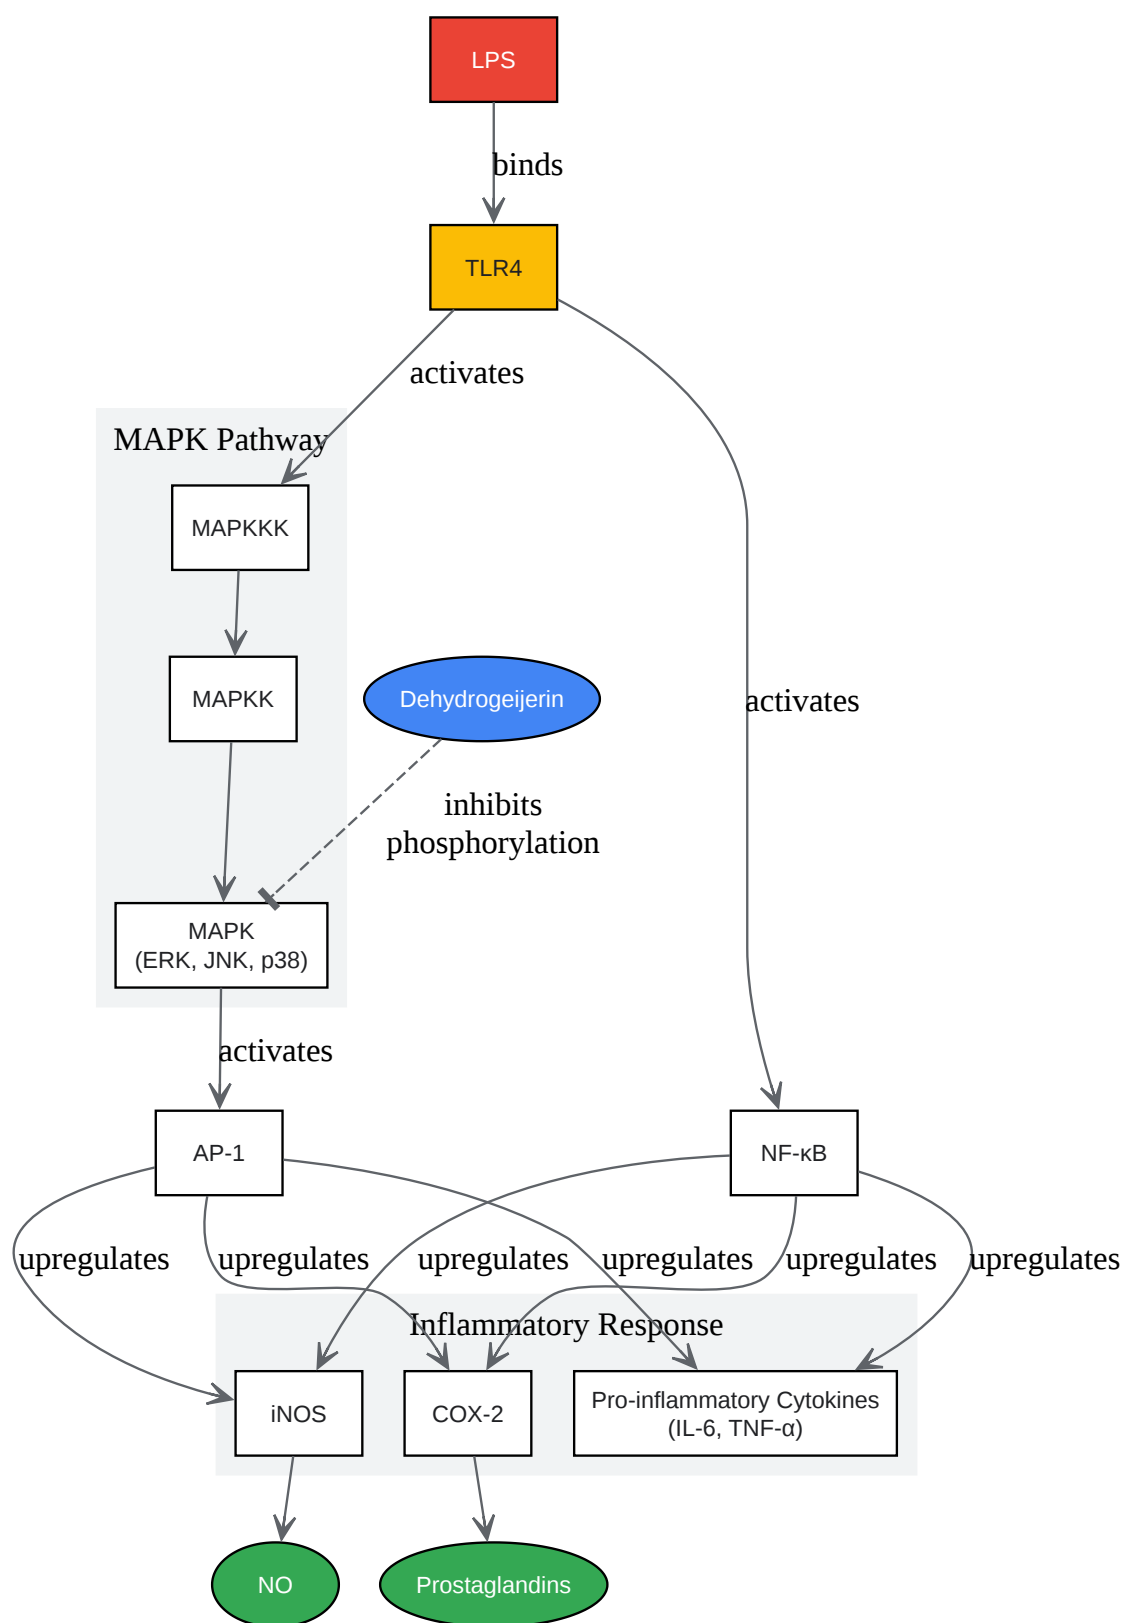 LPS
binds
TLR4
activates
MAPK Pathway
MAPKKK
MAPKK
Dehydrogeijerin
activates
inhibits
phosphorylation
MAPK
(ERK, JNK, p38)
activates
AP-1
NF-κB
upregulates
upregulates
upregulates
upregulates
upregulates
upregulates
Inflammatory Response
iNOS
COX-2
Pro-inflammatory Cytokines
(IL-6, TNF-α)
NO
Prostaglandins